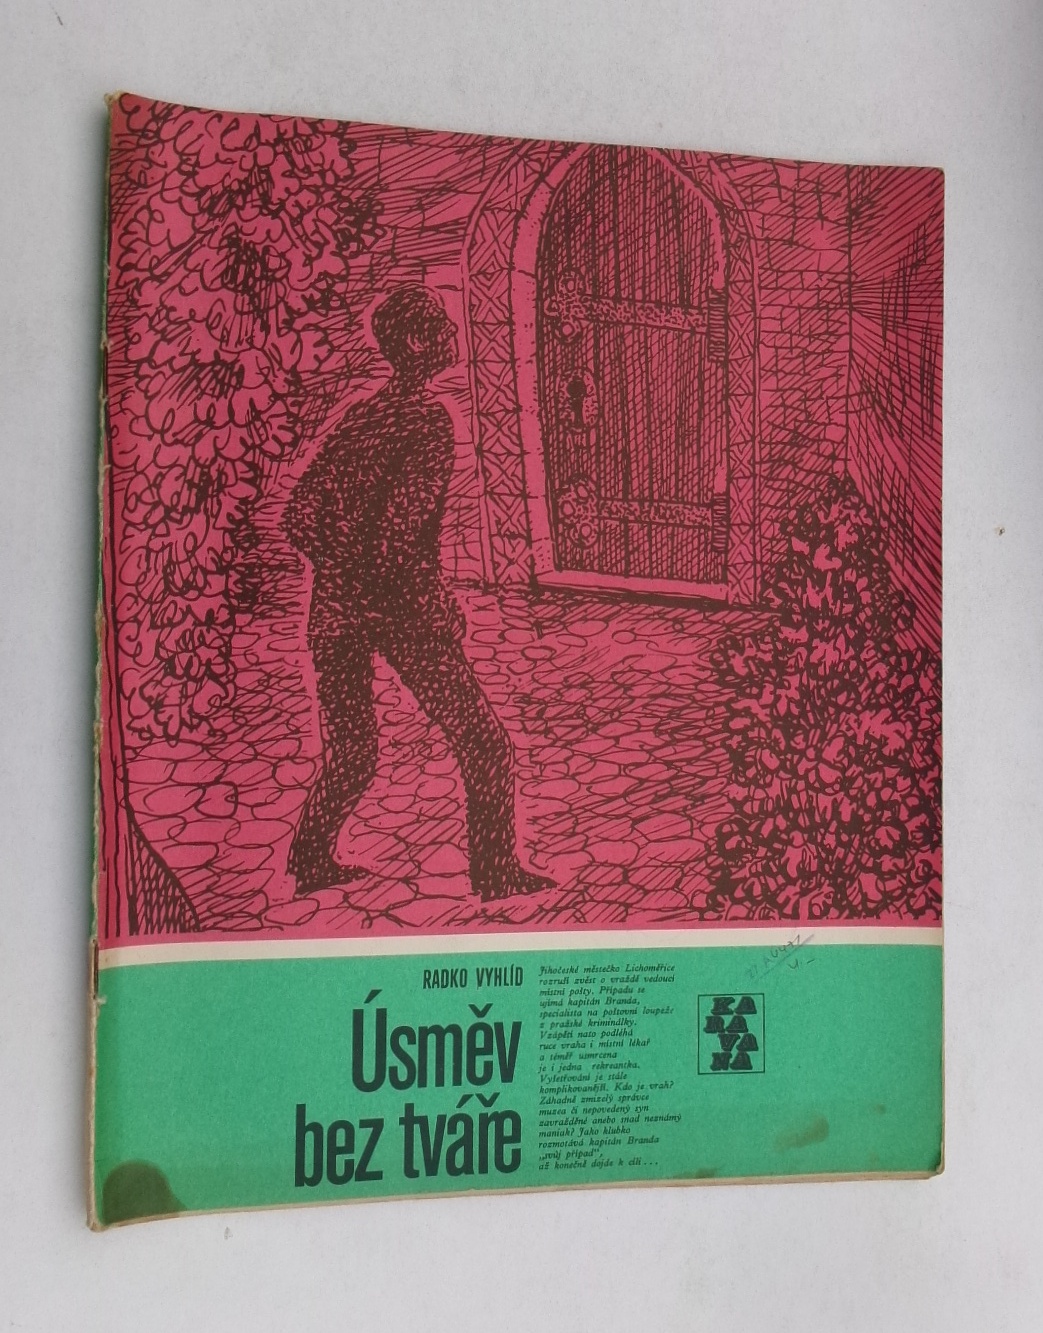 RADKO VYHLÍD
Úsměv
bez tváře
Jihočeské městečko Lichoměřice
rozruší zvěst o vraždě vedoucí
místní pošty. Případu se
ujímá kapitán Branda,
specialista na poštovní loupeže
z pražské kriminálky.
Vzápětí nato podléhá
ruce vraha i místní lékař
a téměř usmrcena
je i jedna rekreantka.
Vyšetřování je stále
komplikovanější. Kdo je vrah?
Záhadně zmizelý správce
muzea či nepovedený syn
zavražděné anebo snad neznámý
maniak? Jako klubko
rozmotává kapitán Branda
„svůj případ“,
až konečně dojde k cíli . . .
KA
RA
VA
NA